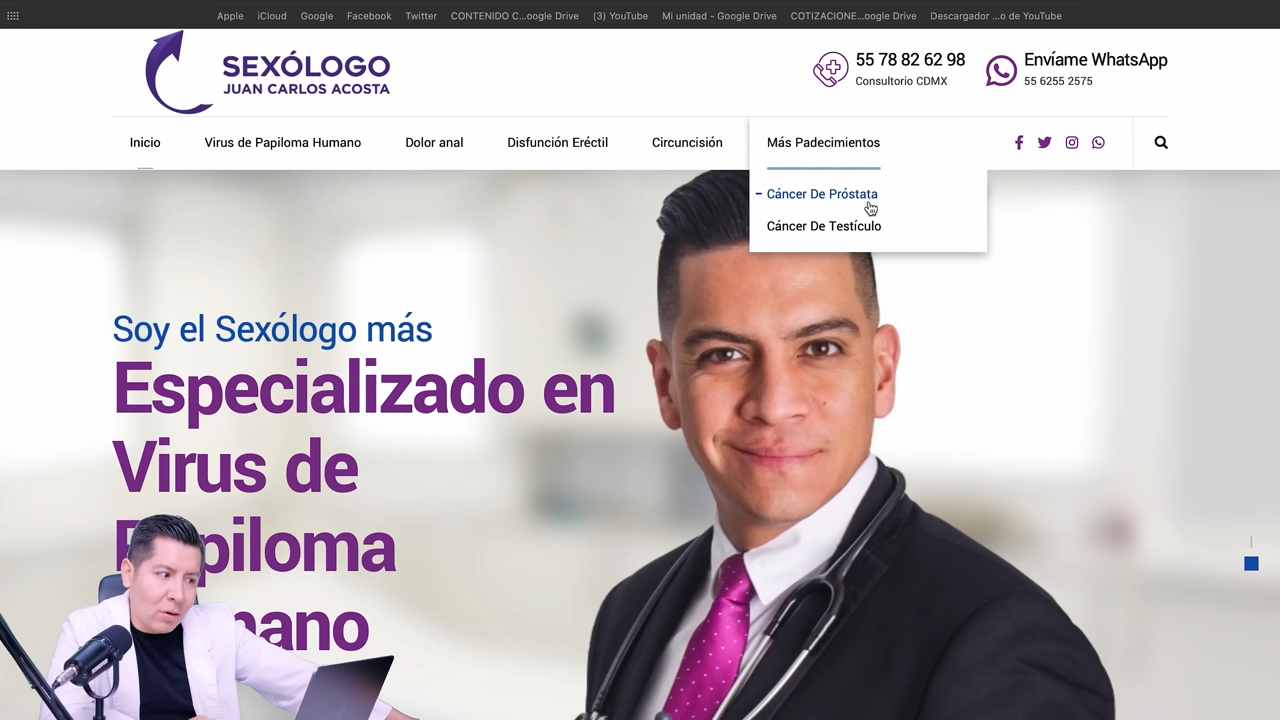 Apple iCloud Google Facebook Twitter CONTENIDO C...oogle Drive (3) YouTube Mi unidad - Google Drive COTIZACIONE...oogle Drive Descargador ...o de YouTube
SEXÓLOGO
JUAN CARLOS ACOSTA
55 78 82 62 98
Consultorio CDMX
Envíame WhatsApp
55 6255 2575
Inicio Virus de Papiloma Humano Dolor anal Disfunción Eréctil Circuncisión Más Padecimientos
Cáncer De Próstata
Cáncer De Testículo
Soy el Sexólogo más
Especializado en
Virus de